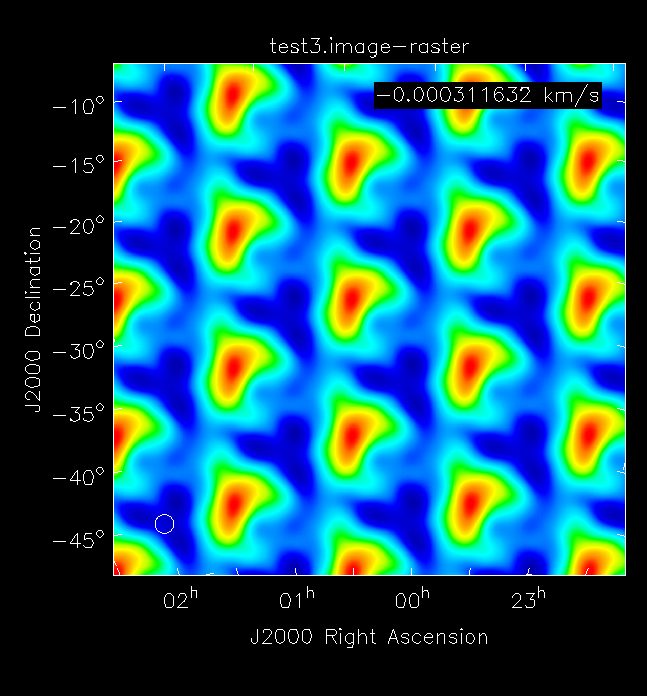 test3.image-raster
-0.000311632 km/s
J2000 Declination
-10°
-15°
-20°
-25°
-30°
-35°
-40°
-45°
02h 01h 00h 23h
J2000 Right Ascension